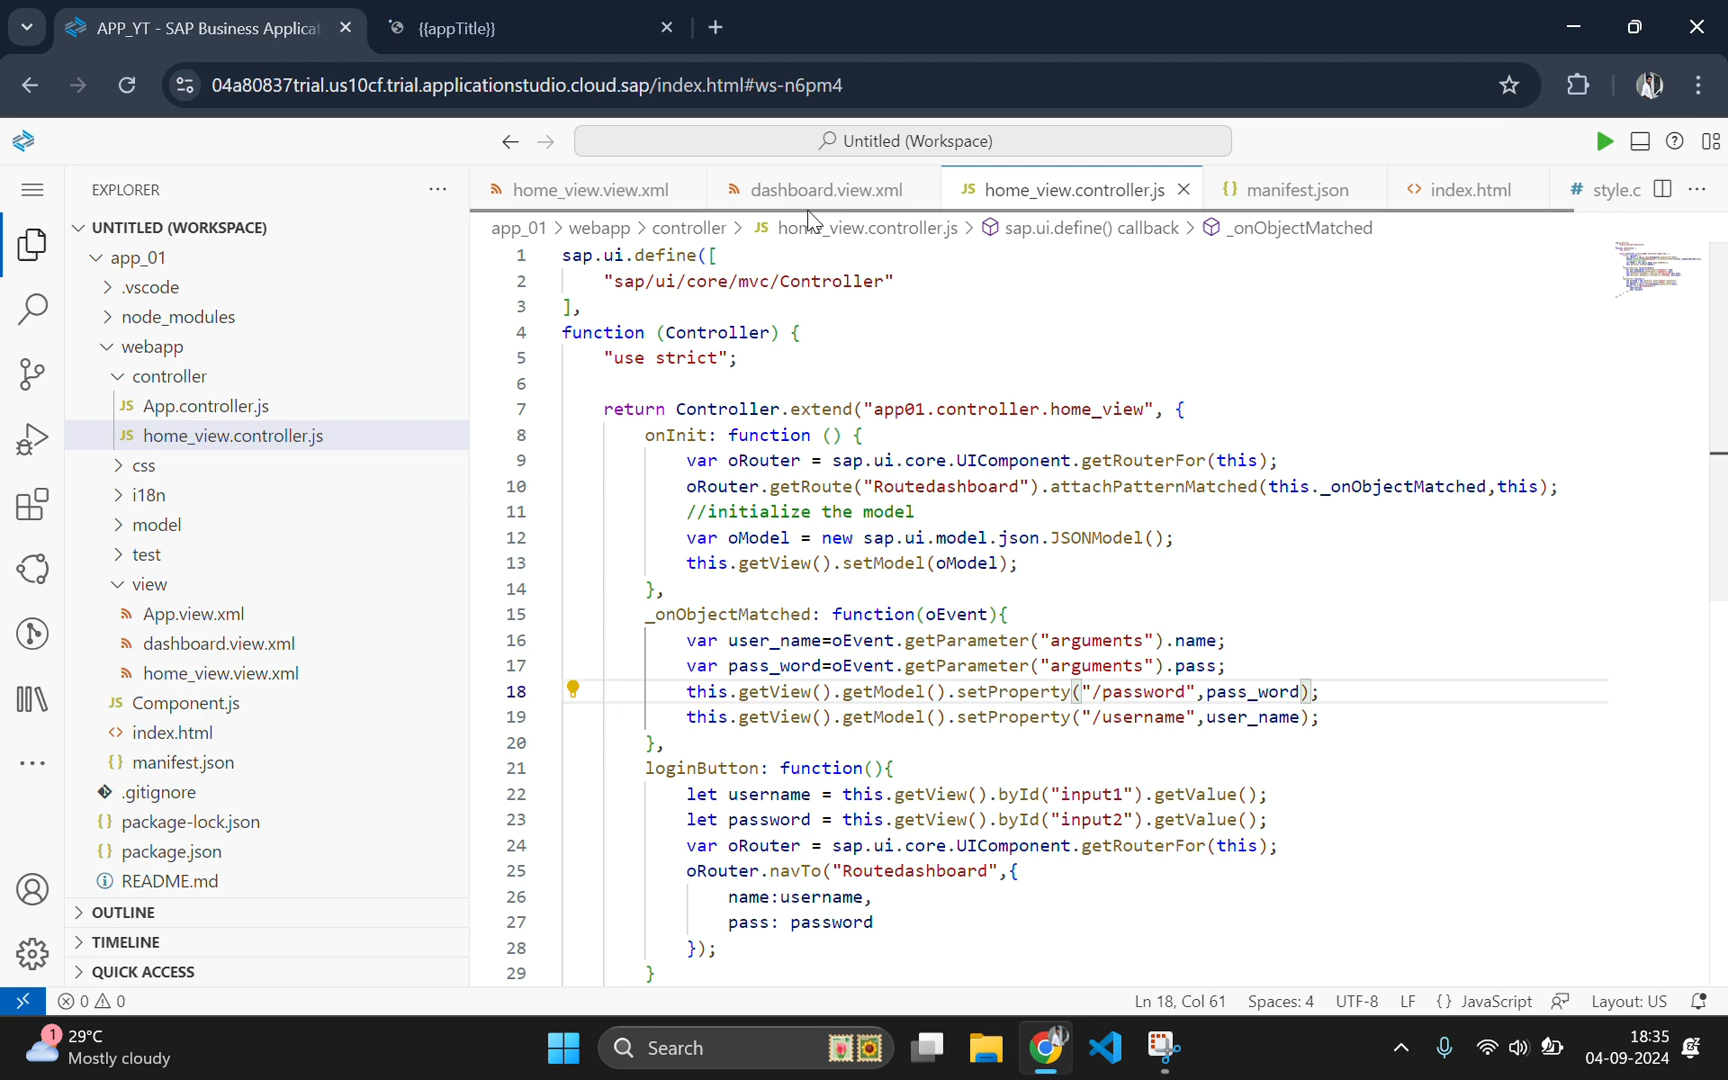 APP_YT - SAP Business Applicat
{{appTitle}}
04a80837trial.us10cf.trial.applicationstudio.cloud.sap/index.html#ws-n6pm4
Untitled (Workspace)
EXPLORER
UNTITLED (WORKSPACE)
app_01
.vscode
node_modules
webapp
controller
JS App.controller.js
JS home_view.controller.js
css
i18n
model
test
view
App.view.xml
dashboard.view.xml
home_view.view.xml
JS Component.js
<> index.html
{} manifest.json
.gitignore
{} package-lock.json
{} package.json
README.md
OUTLINE
TIMELINE
QUICK ACCESS
home_view.view.xml
dashboard.view.xml
JS home_view.controller.js
{} manifest.json
<> index.html
# style.c
app_01 > webapp > controller > JS home_view.controller.js > sap.ui.define() callback > _onObjectMatched
1 sap.ui.define([
2 "sap/ui/core/mvc/Controller"
3 ],
4 function (Controller) {
5 "use strict";
6
7 return Controller.extend("app01.controller.home_view", {
8 onInit: function () {
9 var oRouter = sap.ui.core.UIComponent.getRouterFor(this);
10 oRouter.getRoute("Routedashboard").attachPatternMatched(this._onObjectMatched,this);
11 //initialize the model
12 var oModel = new sap.ui.model.json.JSONModel();
13 this.getView().setModel(oModel);
14 },
15 _onObjectMatched: function(oEvent){
16 var user_name=oEvent.getParameter("arguments").name;
17 var pass_word=oEvent.getParameter("arguments").pass;
18 this.getView().getModel().setProperty("/password",pass_word);
19 this.getView().getModel().setProperty("/username",user_name);
20 },
21 loginButton: function(){
22 let username = this.getView().byId("input1").getValue();
23 let password = this.getView().byId("input2").getValue();
24 var oRouter = sap.ui.core.UIComponent.getRouterFor(this);
25 oRouter.navTo("Routedashboard",{
26 name:username,
27 pass: password
28 });
29 }
0 0
Ln 18, Col 61
Spaces: 4
UTF-8
LF
{} JavaScript
Layout: US
1
29°C
Mostly cloudy
Search
18:35
04-09-2024